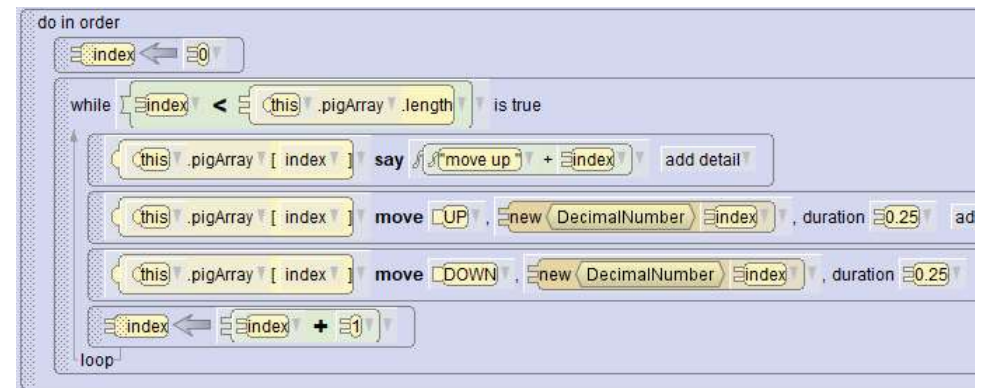 do in order
index 0
while index < this .pigArray .length is true
this .pigArray [ index ] say "move up " + index add detail
this .pigArray [ index ] move UP , new DecimalNumber index , duration 0.25 ad
this .pigArray [ index ] move DOWN , new DecimalNumber index , duration 0.25
index index + 1
loop